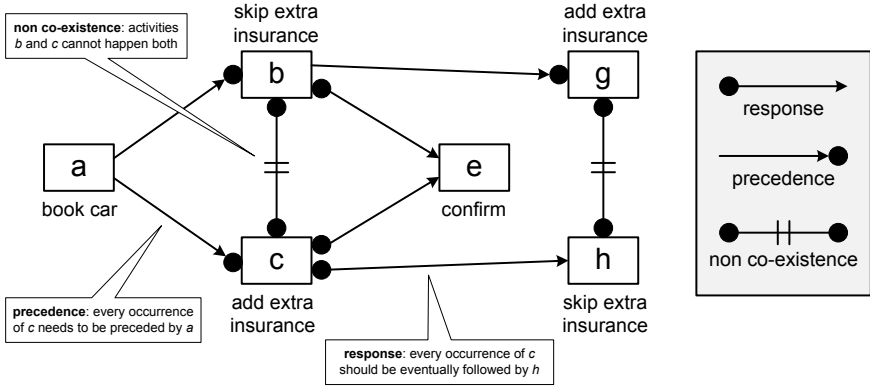 non co-existence: activities
b and c cannot happen both
skip extra
insurance
b
add extra
insurance
g
a
book car
e
confirm
c
add extra
insurance
h
skip extra
insurance
precedence: every occurrence
of c needs to be preceded by a
response: every occurrence of c
should be eventually followed by h
response
precedence
non co-existence